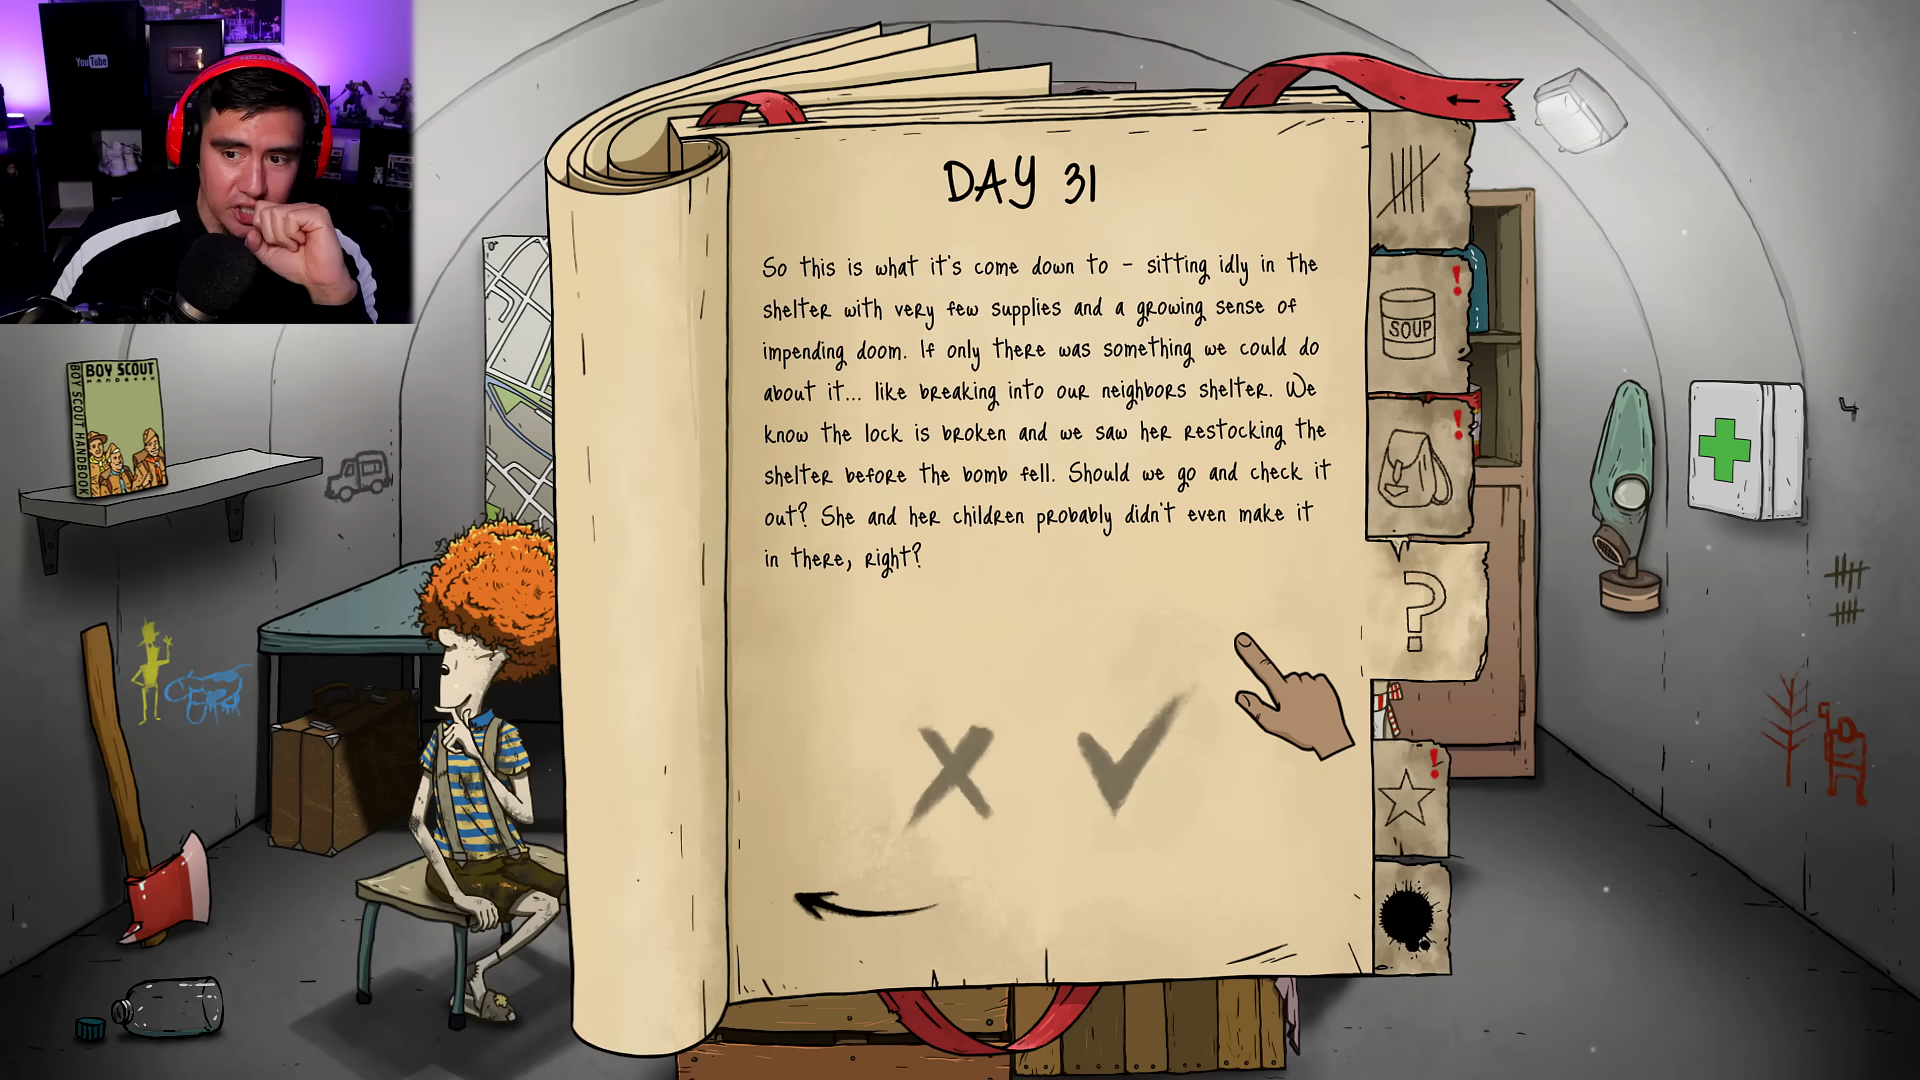 YouTube
DAY 31
So this is what it's come down to - sitting idly in the
shelter with very few supplies and a growing sense of
impending doom. If only there was something we could do
about it... like breaking into our neighbors shelter. We
know the lock is broken and we saw her restocking the
shelter before the bomb fell. Should we go and check it
out? She and her children probably didn't even make it
in there, right?
SOUP
!
!
?
!
BOY SCOUT
HANDBOOK
BOY SCOUT HANDBOOK
4